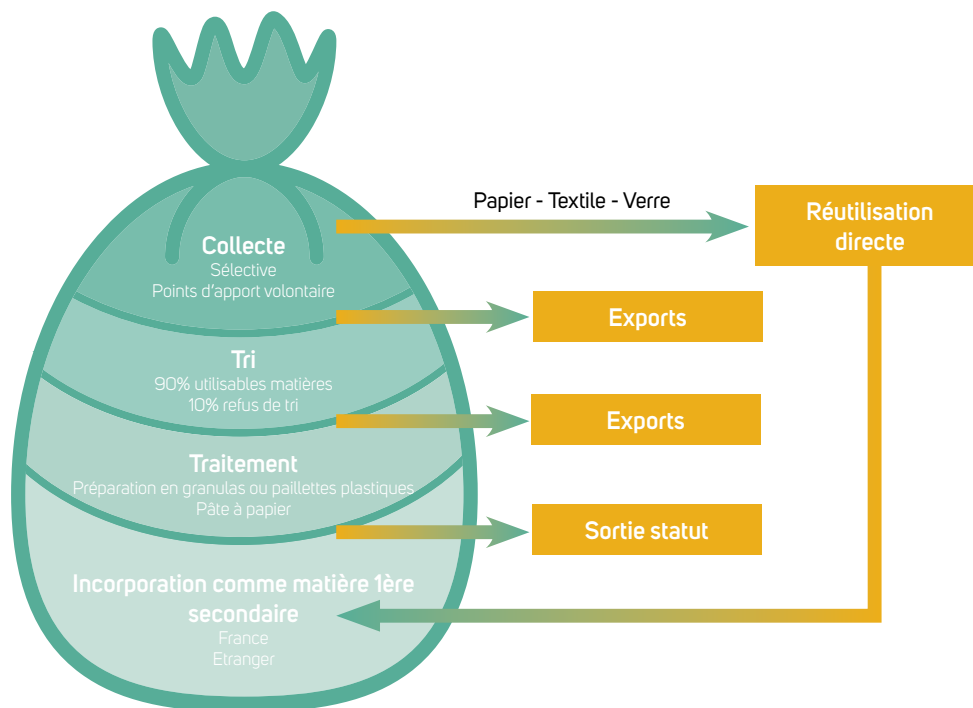 Papier - Textile - Verre
Réutilisation
directe
Collecte
Sélective
Points d'apport volontaire
Exports
Tri
90% utilisables matières
10% refus de tri
Exports
Traitement
Préparation en granulas ou paillettes plastiques
Pâte à papier
Sortie statut
Incorporation comme matière 1ère
secondaire
France
Etranger